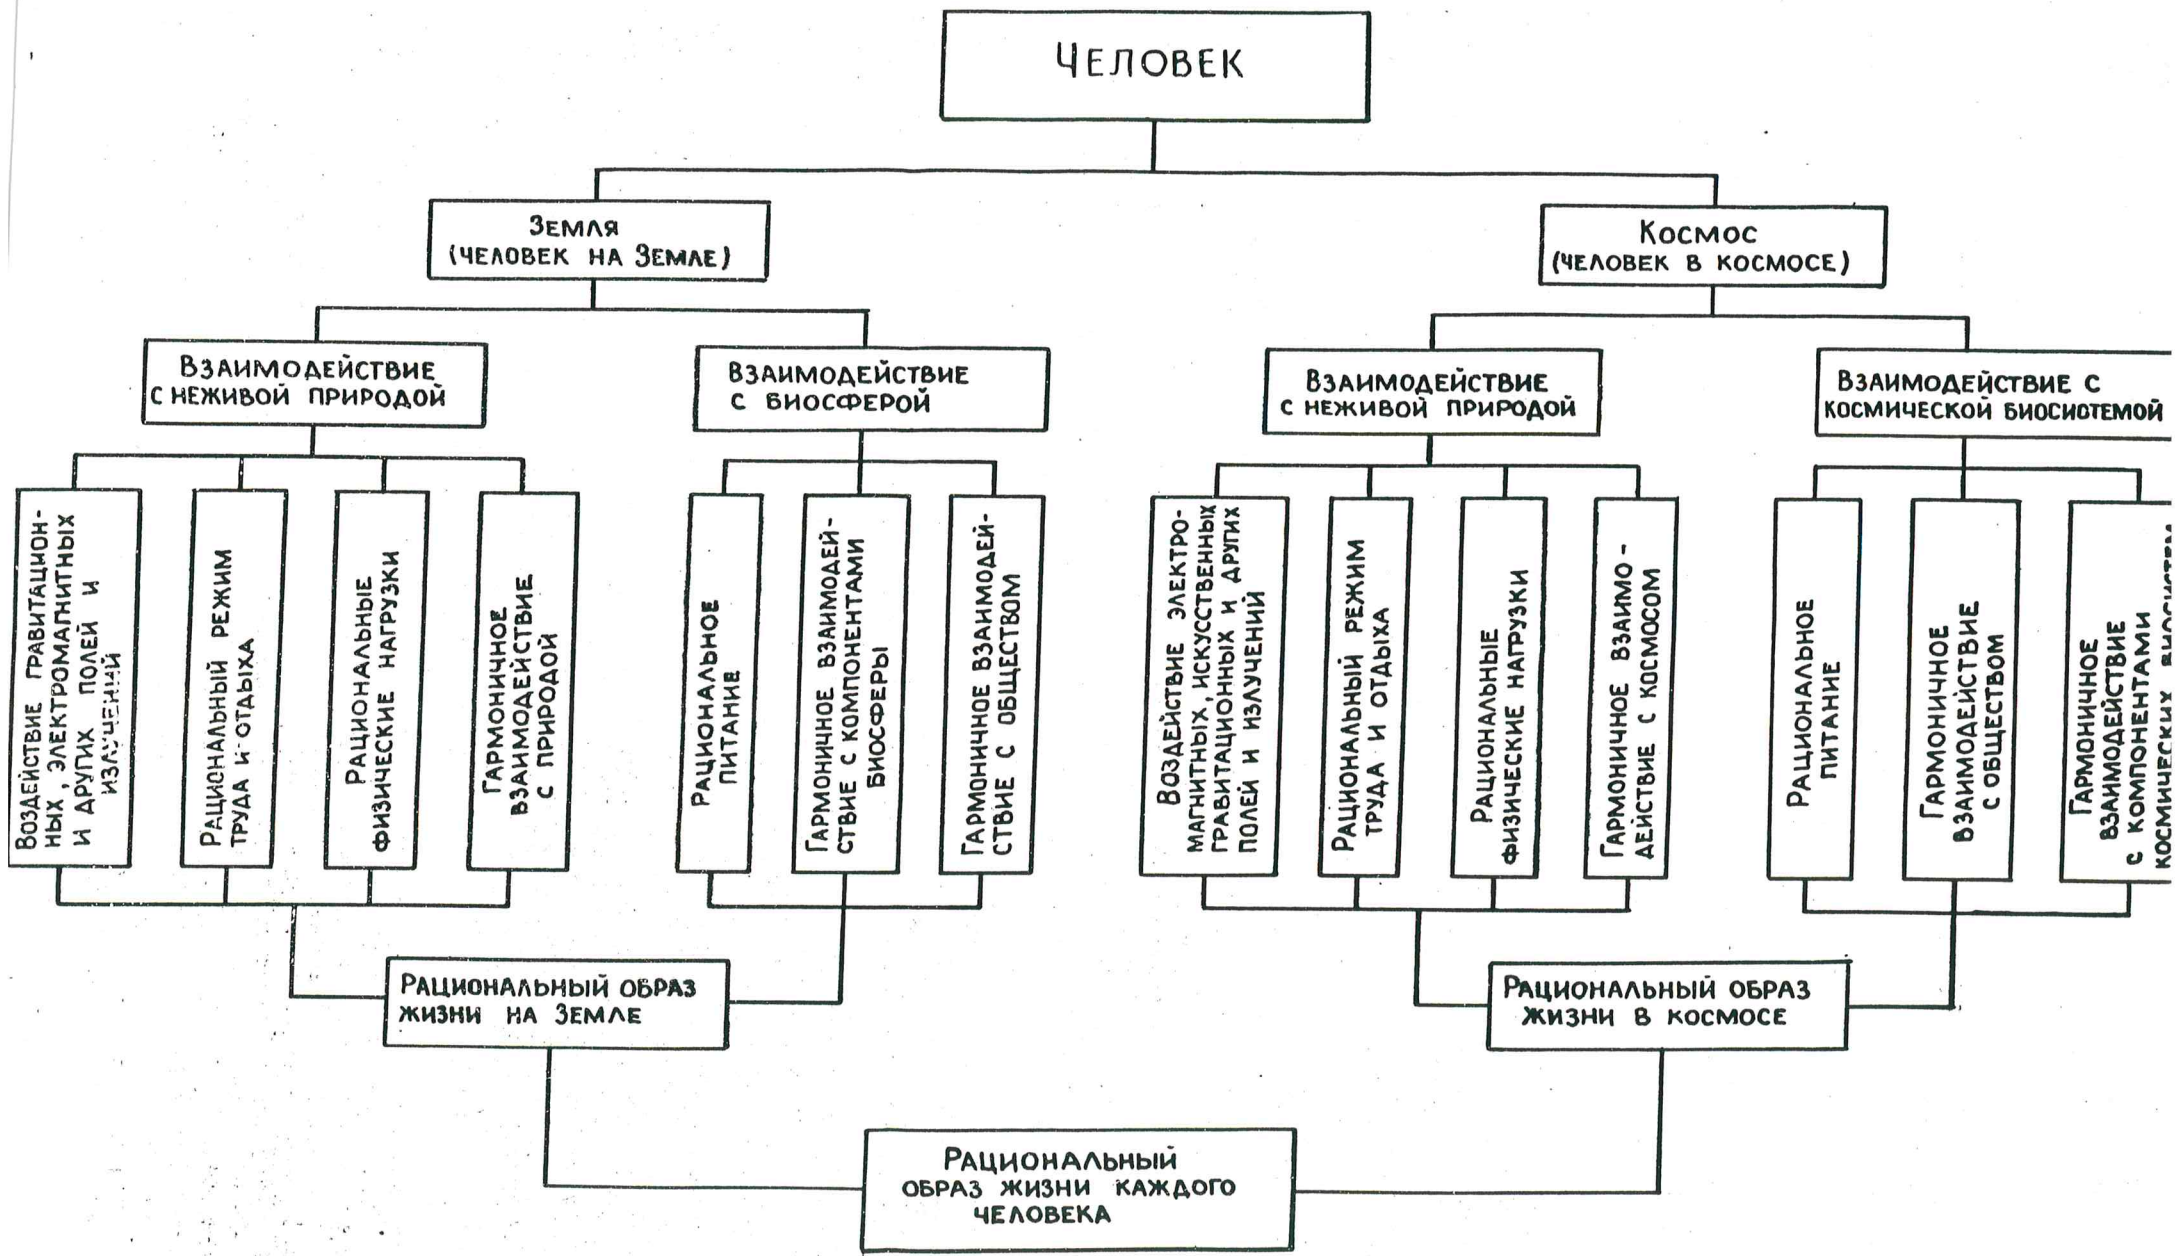 ЧЕЛОВЕК
ЗЕМЛЯ
(ЧЕЛОВЕК НА ЗЕМЛЕ)
КОСМОС
(ЧЕЛОВЕК В КОСМОСЕ)
ВЗАИМОДЕЙСТВИЕ
С НЕЖИВОЙ ПРИРОДОЙ
ВЗАИМОДЕЙСТВИЕ
С БИОСФЕРОЙ
ВЗАИМОДЕЙСТВИЕ
С НЕЖИВОЙ ПРИРОДОЙ
ВЗАИМОДЕЙСТВИЕ С
КОСМИЧЕСКОЙ БИОСИСТЕМОЙ
ВОЗДЕЙСТВИЕ ГРАВИТАЦИОН-
НЫХ, ЭЛЕКТРОМАГНИТНЫХ
И ДРУГИХ ПОЛЕЙ И
ИЗЛУЧЕНИЙ
РАЦИОНАЛЬНЫЙ РЕЖИМ
ТРУДА И ОТДЫХА
РАЦИОНАЛЬНЫЕ
ФИЗИЧЕСКИЕ НАГРУЗКИ
ГАРМОНИЧНОЕ
ВЗАИМОДЕЙСТВИЕ
С ПРИРОДОЙ
РАЦИОНАЛЬНОЕ
ПИТАНИЕ
ГАРМОНИЧНОЕ ВЗАИМОДЕЙ-
СТВИЕ С КОМПОНЕНТАМИ
БИОСФЕРЫ
ГАРМОНИЧНОЕ ВЗАИМОДЕЙ-
СТВИЕ С ОБЩЕСТВОМ
ВОЗДЕЙСТВИЕ ЭЛЕКТРО-
МАГНИТНЫХ, ИСКУССТВЕННЫХ
ГРАВИТАЦИОННЫХ И ДРУГИХ
ПОЛЕЙ И ИЗЛУЧЕНИЙ
РАЦИОНАЛЬНЫЙ РЕЖИМ
ТРУДА И ОТДЫХА
РАЦИОНАЛЬНЫЕ
ФИЗИЧЕСКИЕ НАГРУЗКИ
ГАРМОНИЧНОЕ ВЗАИМО-
ДЕЙСТВИЕ С КОСМОСОМ
РАЦИОНАЛЬНОЕ
ПИТАНИЕ
ГАРМОНИЧНОЕ
ВЗАИМОДЕЙСТВИЕ
С ОБЩЕСТВОМ
ГАРМОНИЧНОЕ
ВЗАИМОДЕЙСТВИЕ
С КОМПОНЕНТАМИ
КОСМИЧЕСКИХ
РАЦИОНАЛЬНЫЙ ОБРАЗ
ЖИЗНИ НА ЗЕМЛЕ
РАЦИОНАЛЬНЫЙ ОБРАЗ
ЖИЗНИ В КОСМОСЕ
РАЦИОНАЛЬНЫЙ
ОБРАЗ ЖИЗНИ КАЖДОГО
ЧЕЛОВЕКА